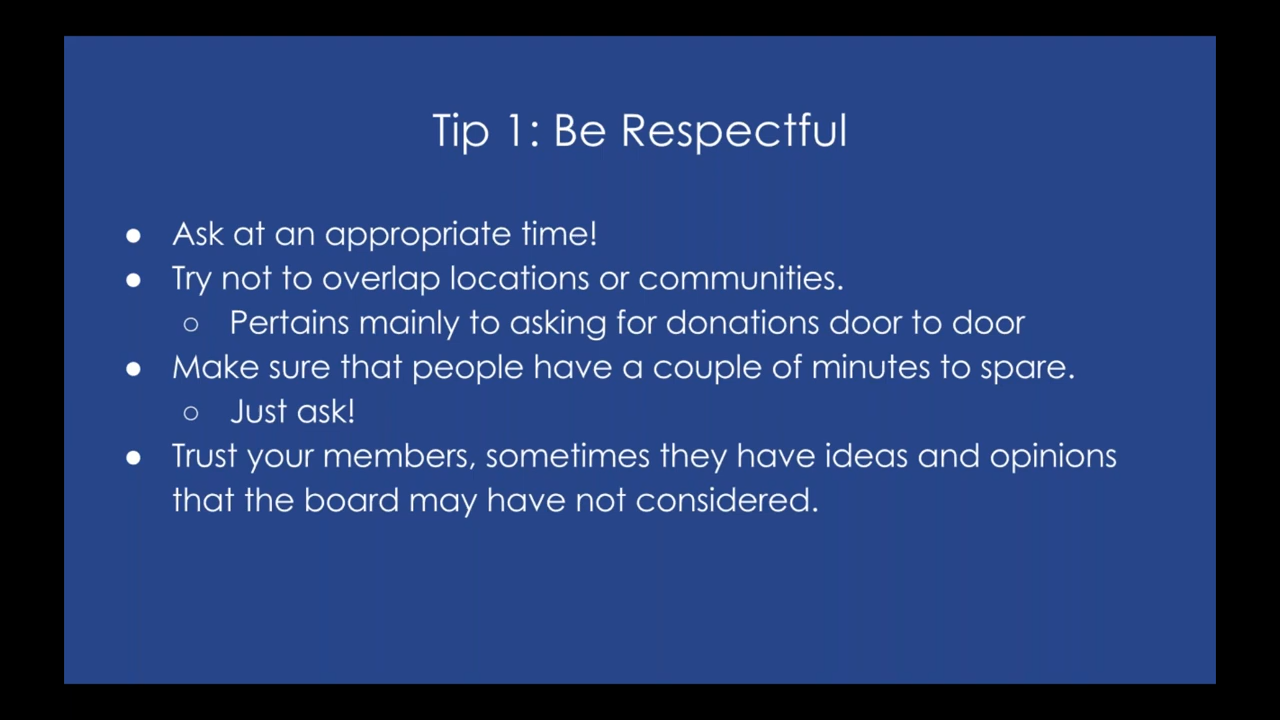 Tip 1: Be Respectful
● Ask at an appropriate time!
● Try not to overlap locations or communities.
○ Pertains mainly to asking for donations door to door
● Make sure that people have a couple of minutes to spare.
○ Just ask!
● Trust your members, sometimes they have ideas and opinions
that the board may have not considered.